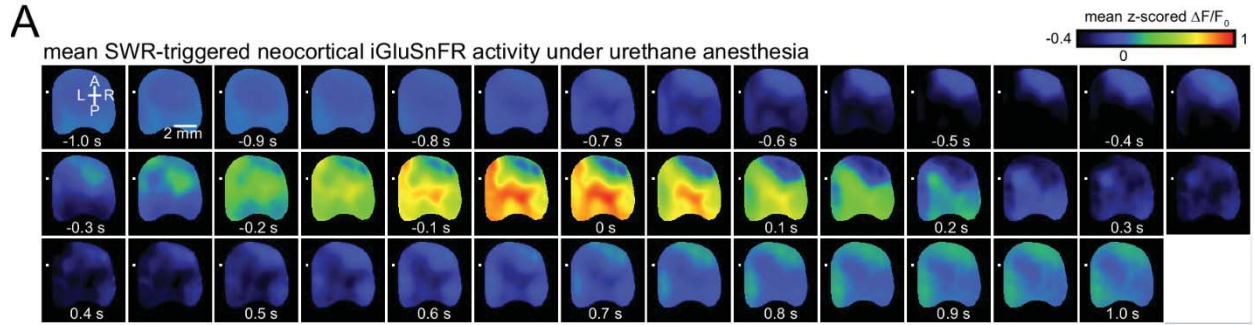 A
mean z-scored ΔF/F₀
-0.4 1
0
mean SWR-triggered neocortical iGluSnFR activity under urethane anesthesia
A
L R
P
2 mm
-1.0 s -0.9 s -0.8 s -0.7 s -0.6 s -0.5 s -0.4 s
-0.3 s -0.2 s -0.1 s 0 s 0.1 s 0.2 s 0.3 s
0.4 s 0.5 s 0.6 s 0.7 s 0.8 s 0.9 s 1.0 s